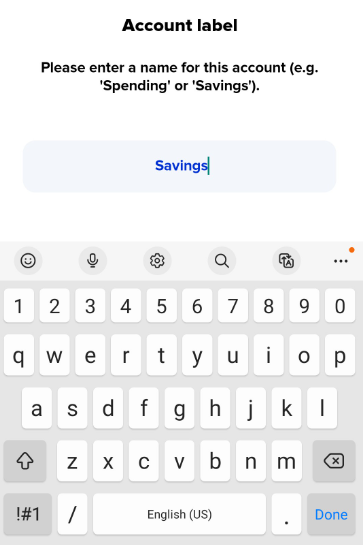 Account label
Please enter a name for this account (e.g.
'Spending' or 'Savings').
Savings
1 2 3 4 5 6 7 8 9 0
q w e r t y u i o p
a s d f g h j k l
z x c v b n m
!#1 / English (US) . Done